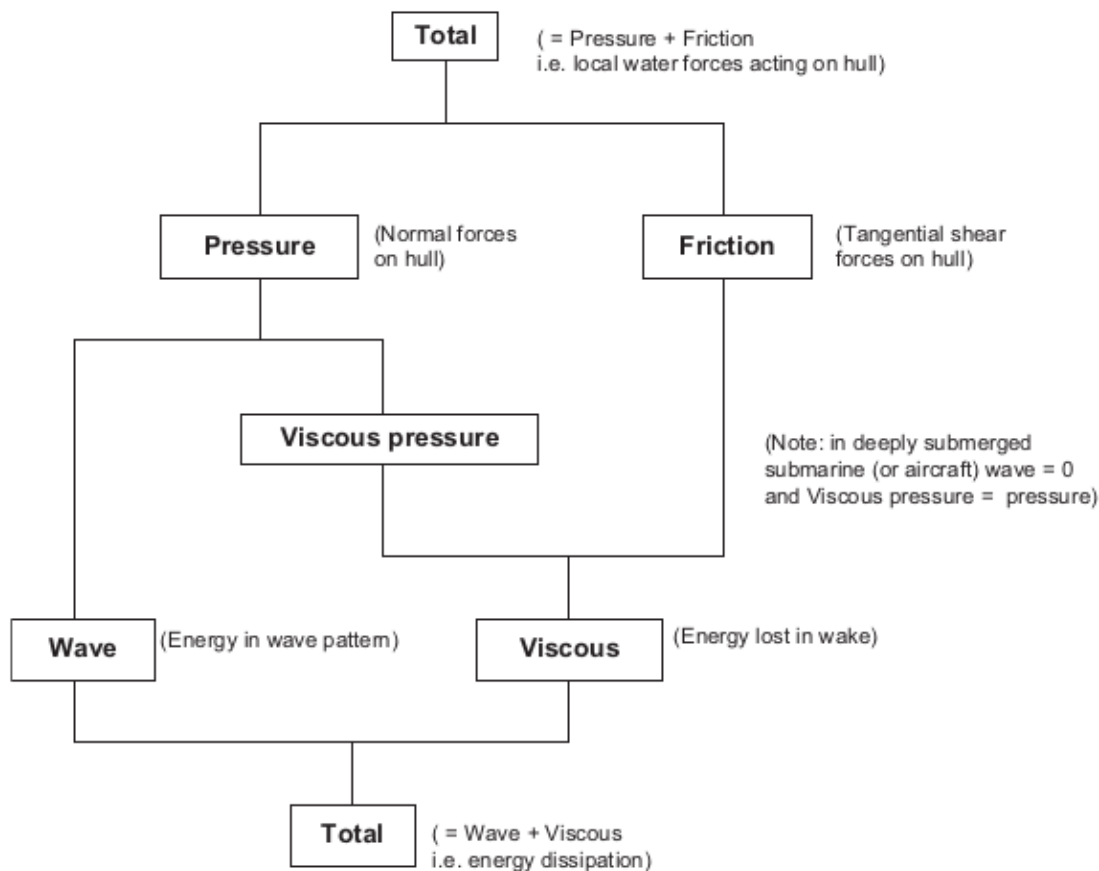 Total
( = Pressure + Friction
i.e. local water forces acting on hull)
Pressure
(Normal forces
on hull)
Friction
(Tangential shear
forces on hull)
Viscous pressure
(Note: in deeply submerged
submarine (or aircraft) wave = 0
and Viscous pressure = pressure)
Wave
(Energy in wave pattern)
Viscous
(Energy lost in wake)
Total
( = Wave + Viscous
i.e. energy dissipation)